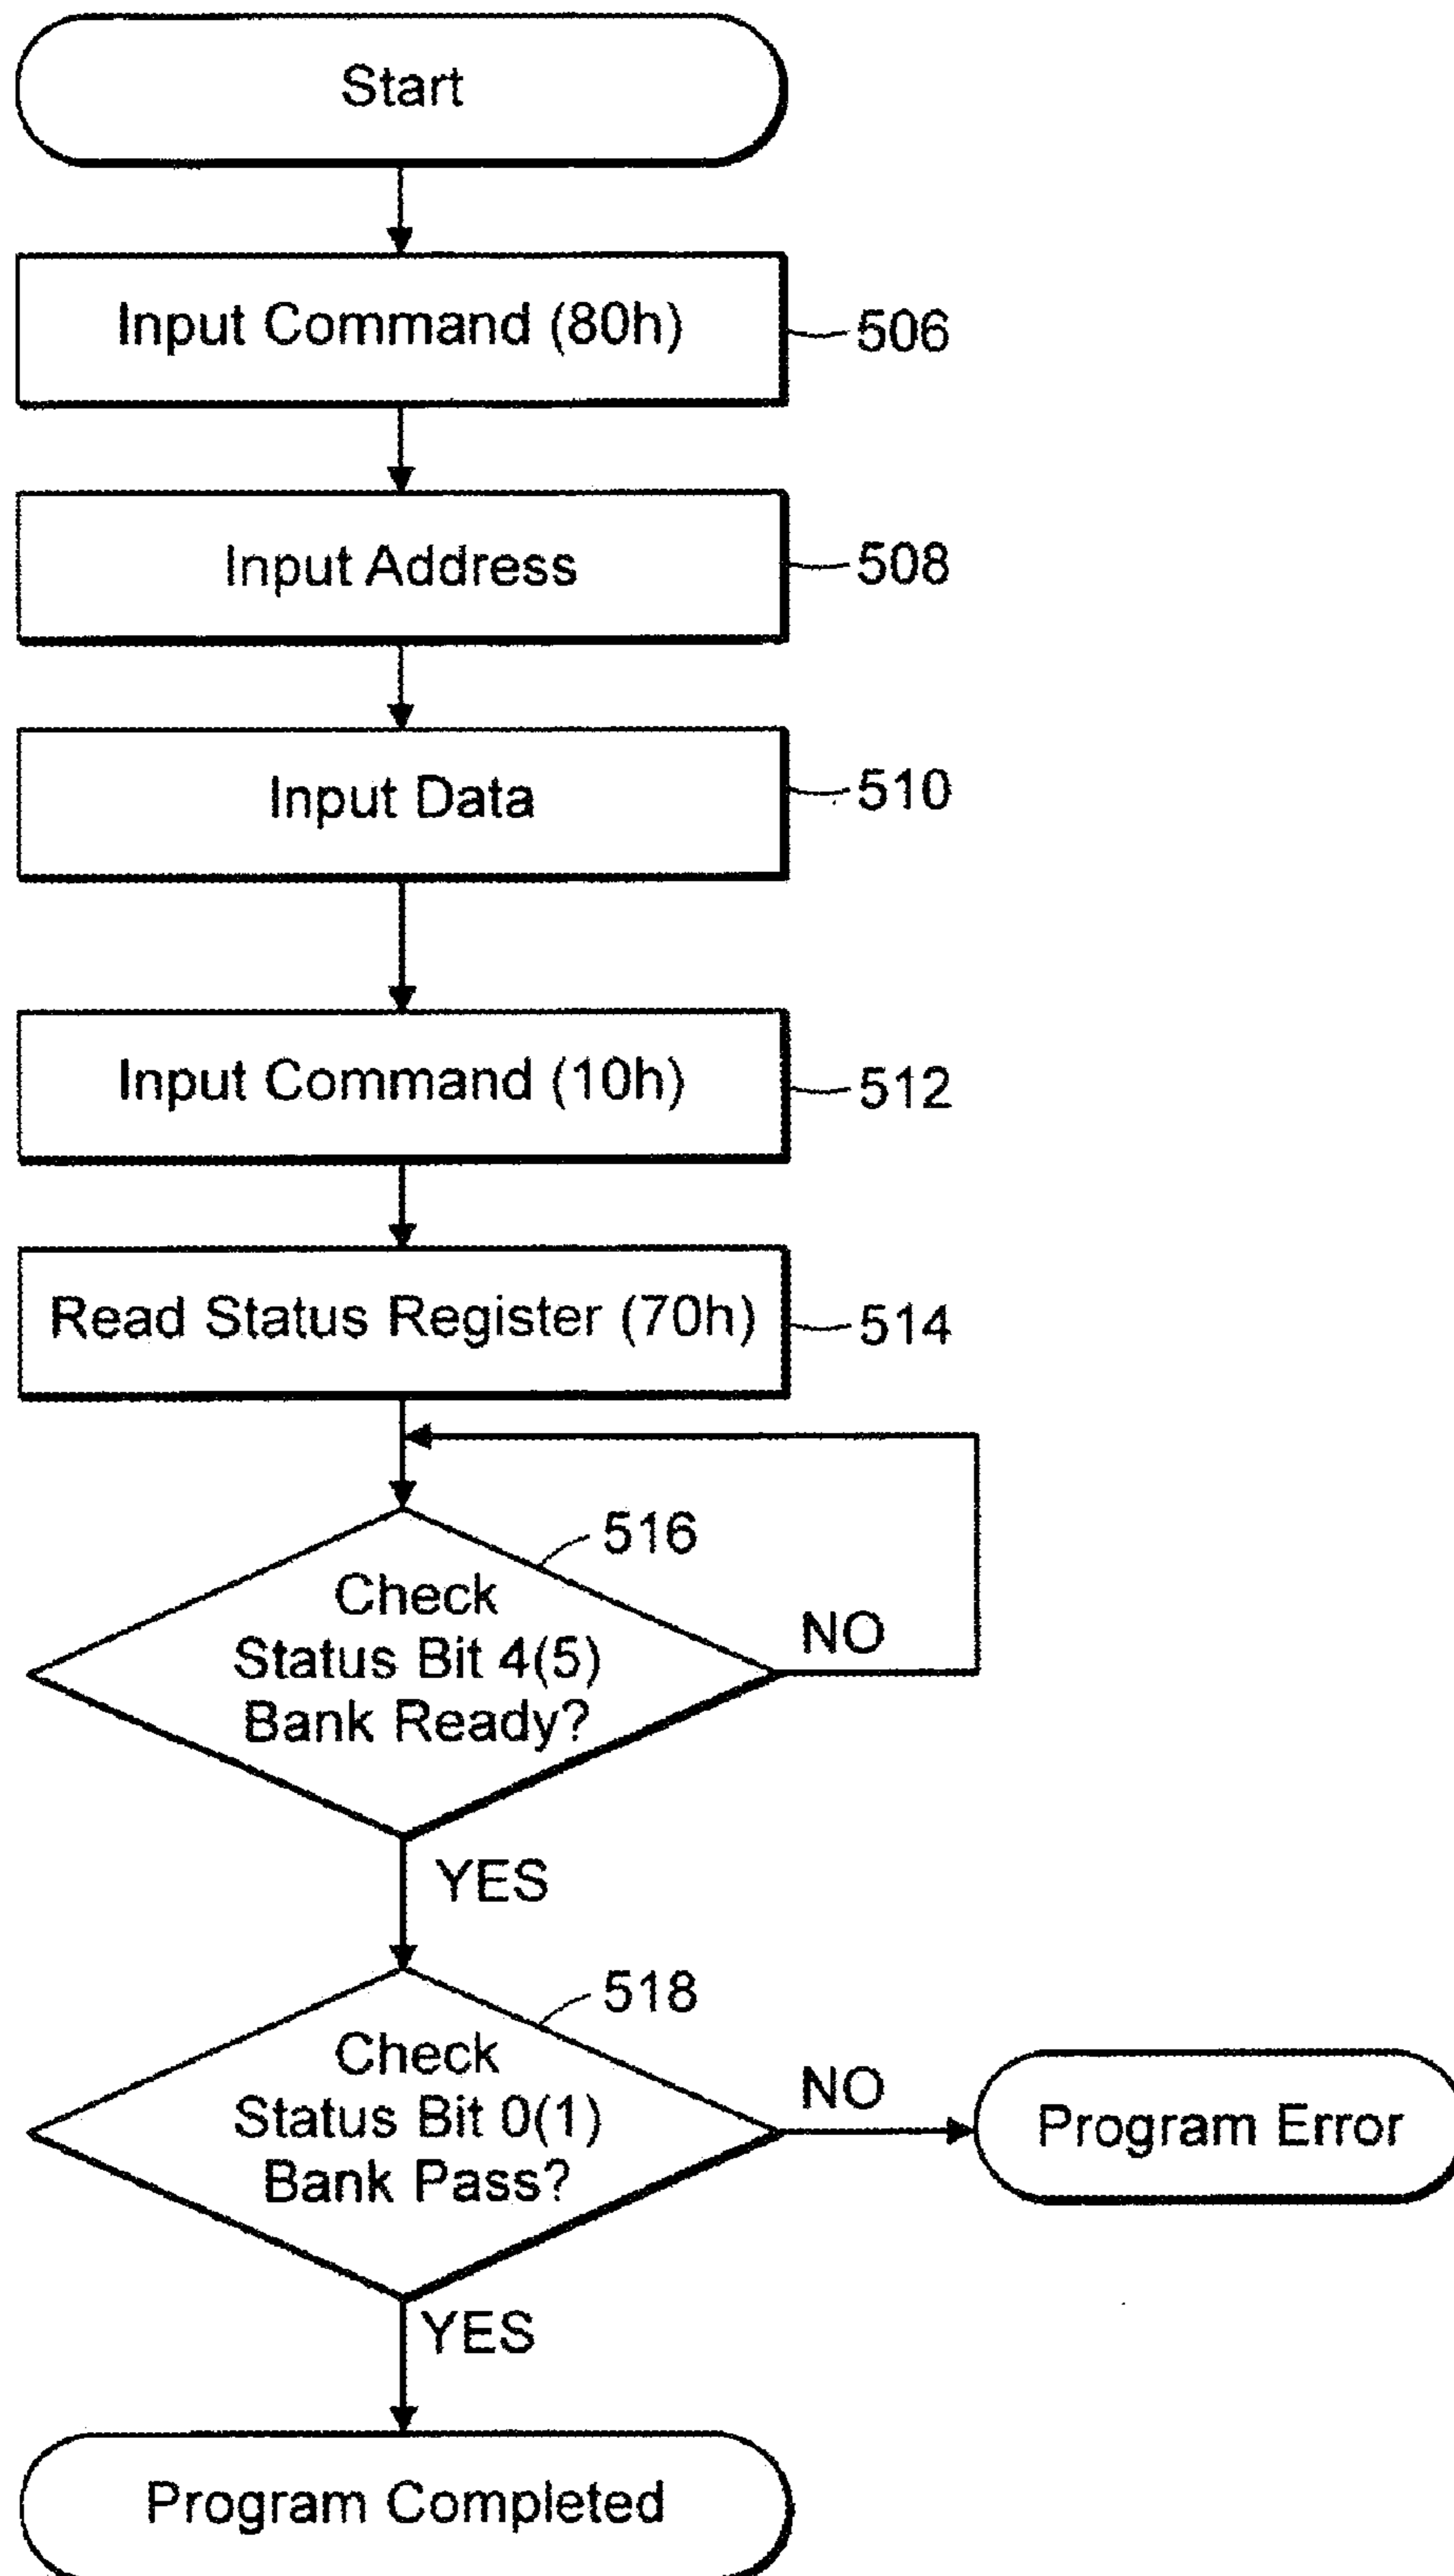 Start
Input Command (80h)
506
Input Address
508
Input Data
510
Input Command (10h)
512
Read Status Register (70h)
514
516
Check
Status Bit 4(5)
Bank Ready?
NO
YES
518
Check
Status Bit 0(1)
Bank Pass?
NO
Program Error
YES
Program Completed